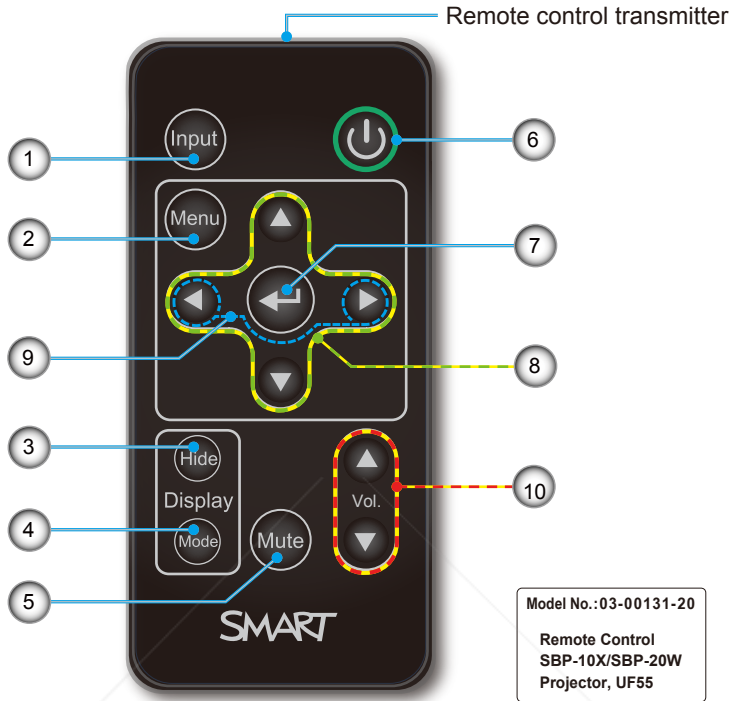 Remote control transmitter
Input
6
1
Menu
2
7
9
8
3
Hide
Display
Vol.
10
4
Mode
Mute
5
SMART
Model No.:03-00131-20
Remote Control
SBP-10X/SBP-20W
Projector, UF55